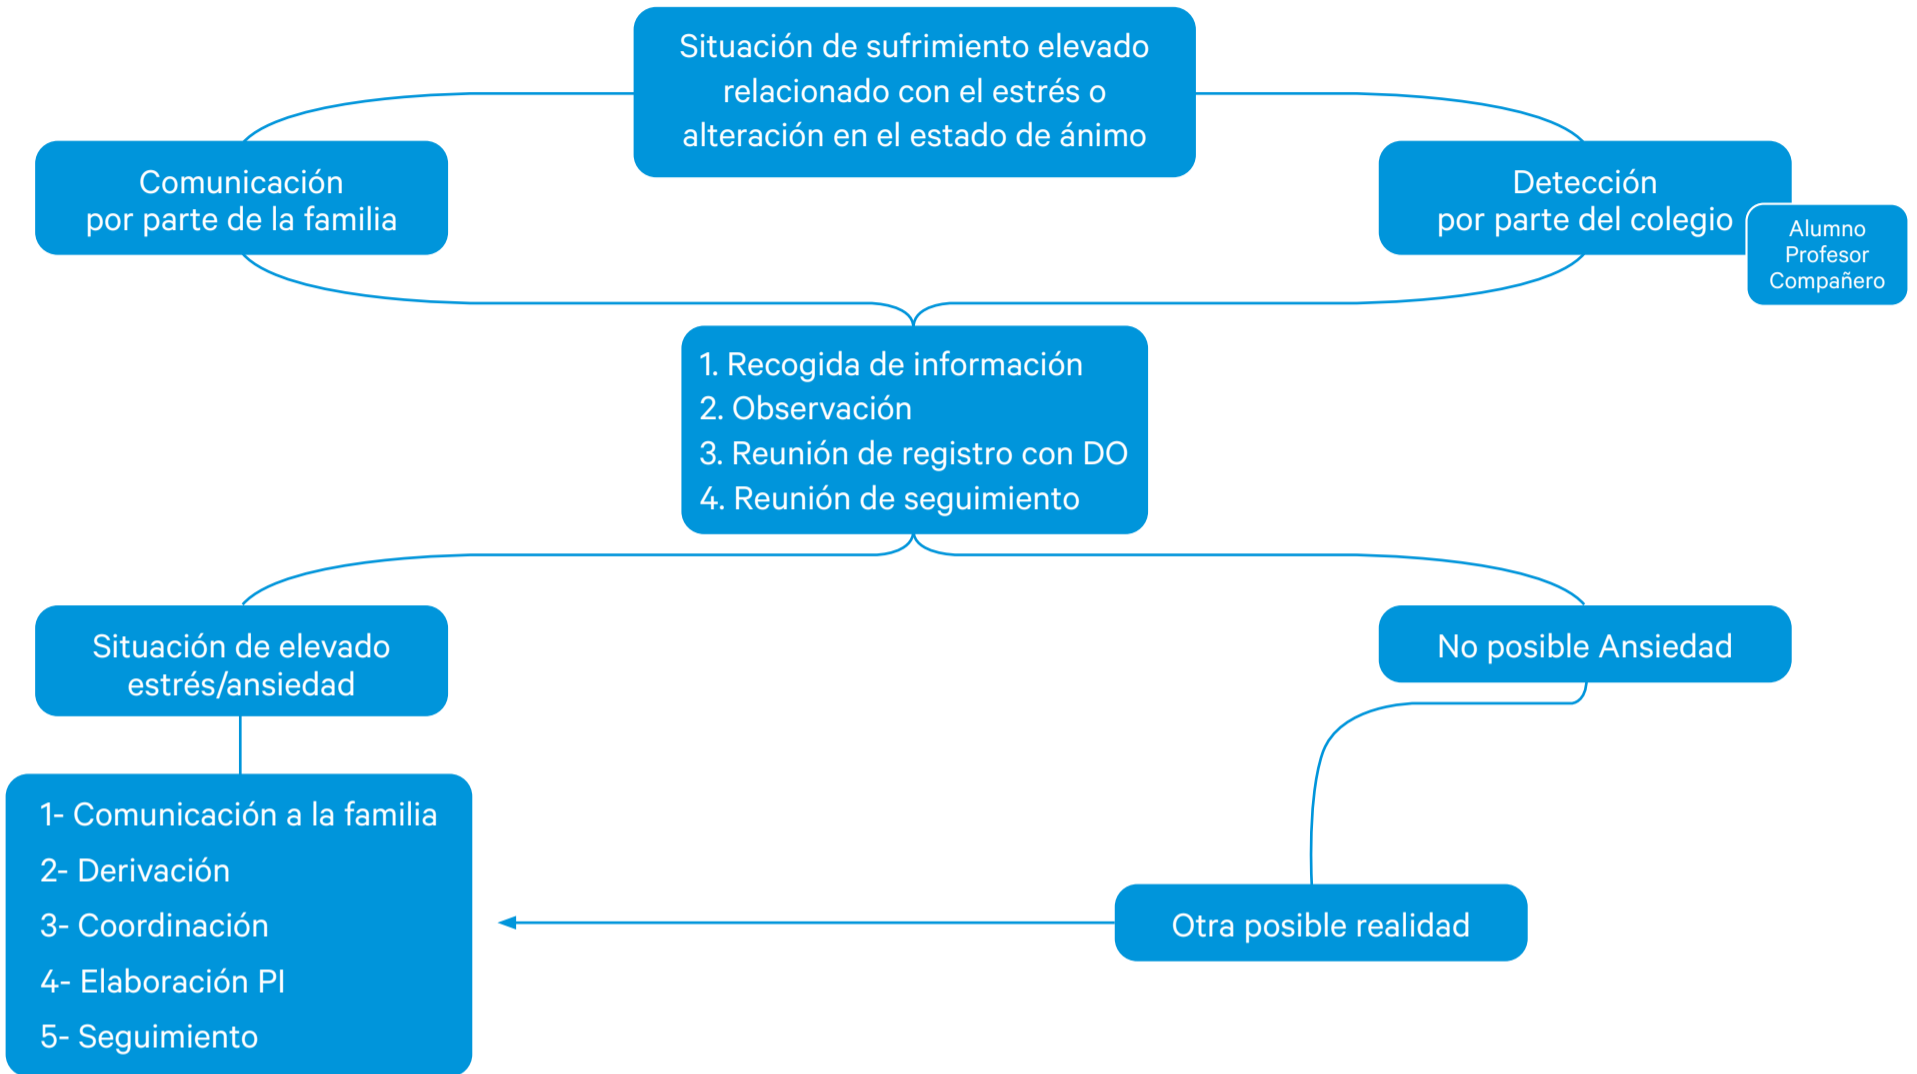 Situación de sufrimiento elevado
relacionado con el estrés o
alteración en el estado de ánimo
Comunicación
por parte de la familia
Detección
por parte del colegio
Alumno
Profesor
Compañero
1. Recogida de información
2. Observación
3. Reunión de registro con DO
4. Reunión de seguimiento
Situación de elevado
estrés/ansiedad
No posible Ansiedad
1- Comunicación a la familia
2- Derivación
3- Coordinación
4- Elaboración PI
5- Seguimiento
Otra posible realidad